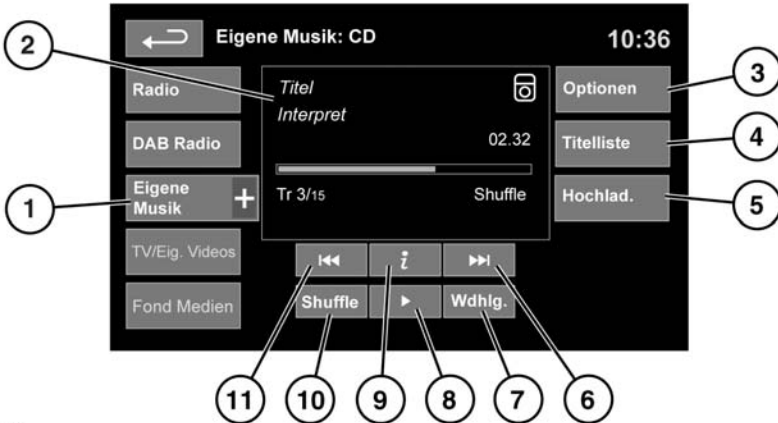 Eigene Musik: CD
10:36
2
Radio
Titel
Optionen
3
Interpret
DAB Radio
02.32
Titelliste
4
1
Eigene
Musik
+
Tr 3/15
Shuffle
Hochlad.
5
TV/Eig. Videos
i
Fond Medien
Shuffle
Wdhlg.
11
10
9
8
7
6